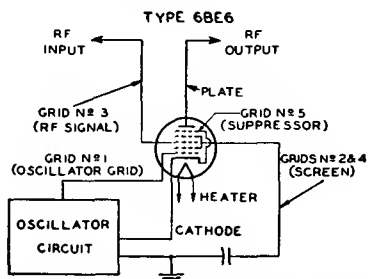 TYPE 6BE6
RF
INPUT
RF
OUTPUT
PLATE
GRID Nº 3
(RF SIGNAL)
GRID Nº 5
(SUPPRESSOR)
GRID Nº 1
(OSCILLATOR GRID)
GRIDS Nº 2 & 4
(SCREEN)
HEATER
CATHODE
OSCILLATOR
CIRCUIT